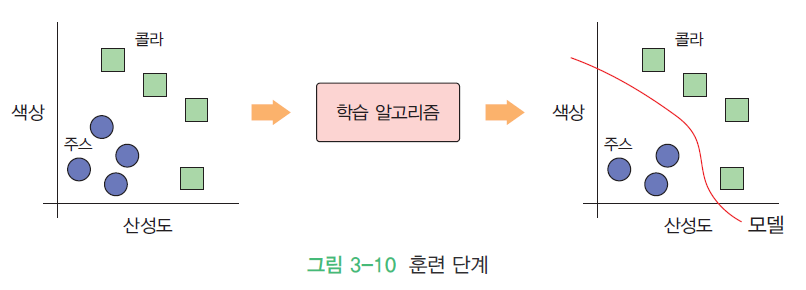 콜라
색상
주스
산성도
학습 알고리즘
콜라
색상
주스
산성도
모델
그림 3-10 훈련 단계